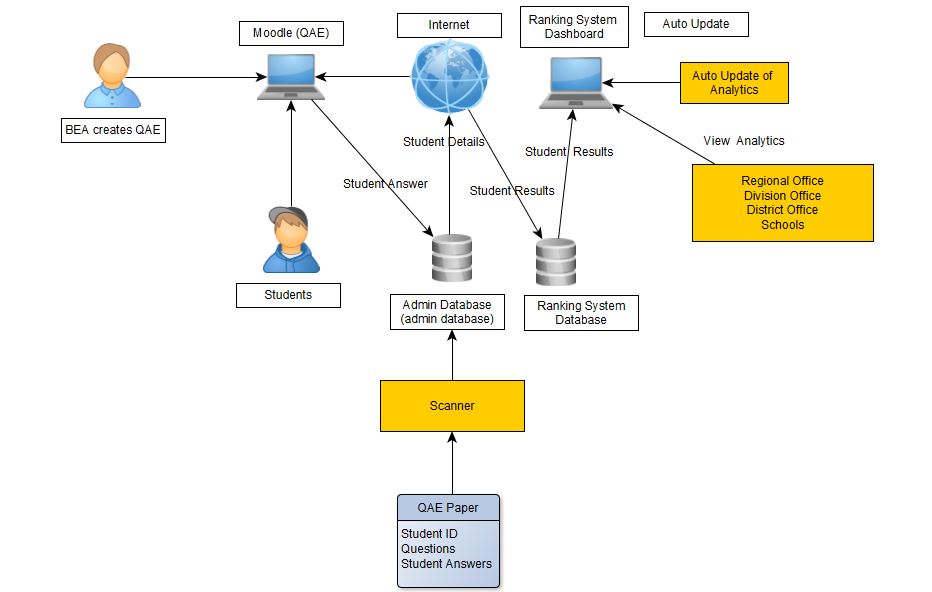 Moodle (QAE)
Internet
Ranking System
Dashboard
Auto Update
Auto Update of
Analytics
BEA creates QAE
Student Details
Student Results
View Analytics
Student Answer
Student Results
Regional Office
Division Office
District Office
Schools
Students
Admin Database
(admin database)
Ranking System
Database
Scanner
QAE Paper
Student ID
Questions
Student Answers